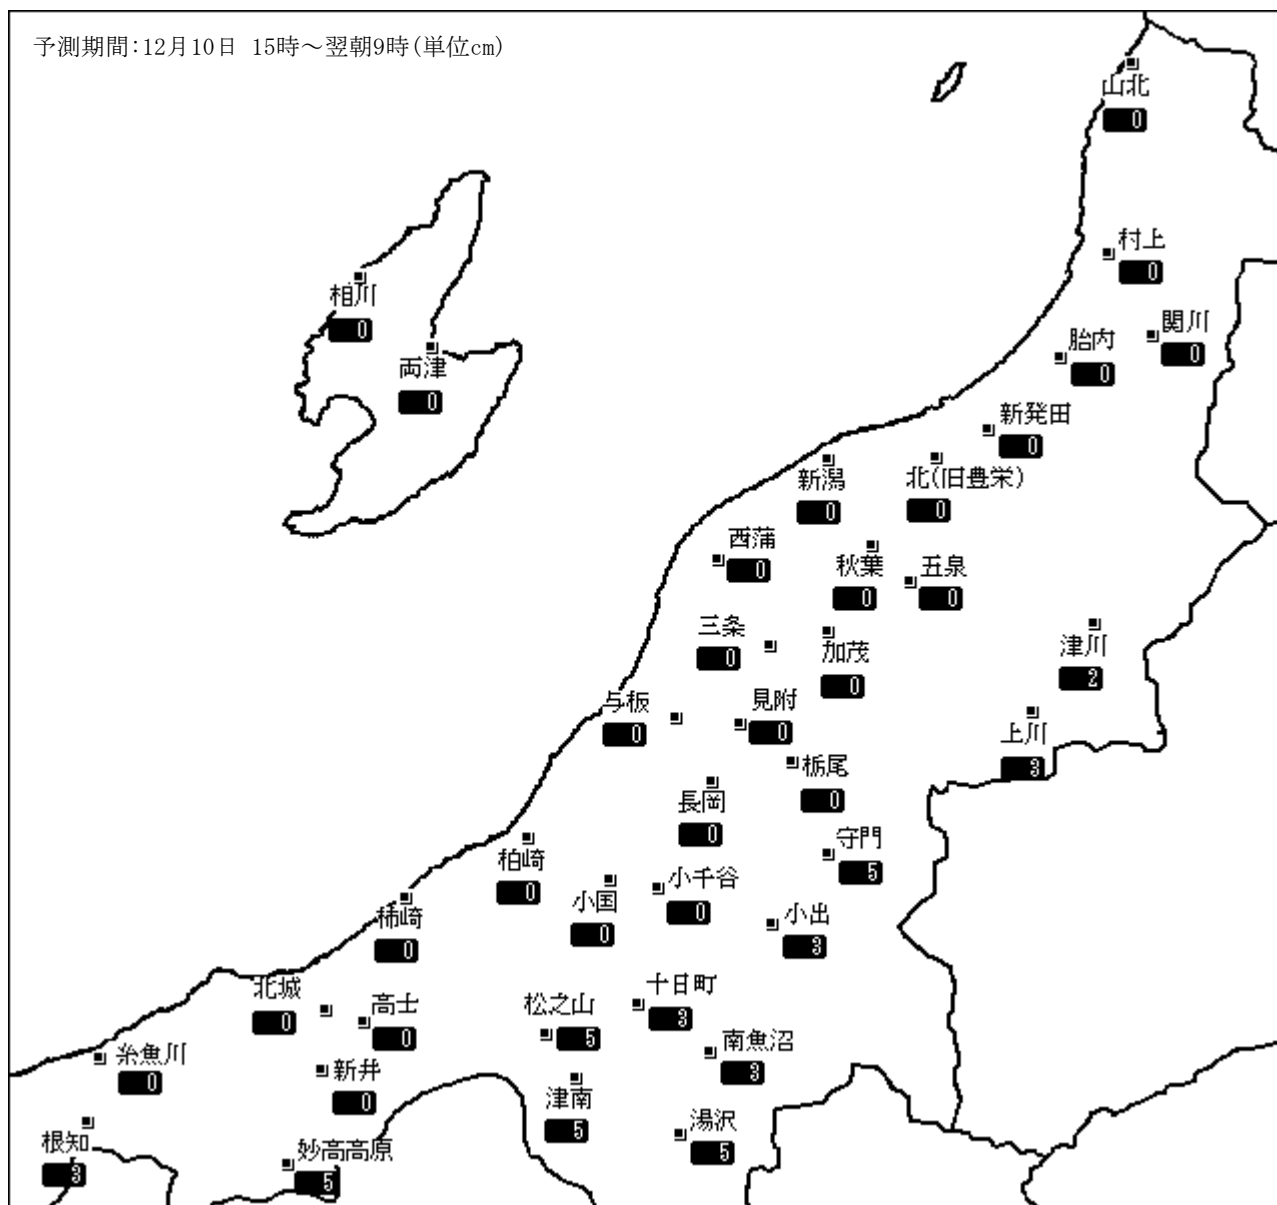 予測期間：12月10日 15時～翌朝9時(単位cm)
山北
0
村上
0
相川
0
関川
0
胎内
0
両津
0
新発田
0
新潟
0
北(旧豊栄)
0
西蒲
0
秋葉
0
五泉
0
三条
0
加茂
0
津川
2
与板
0
見附
0
上川
3
栃尾
0
長岡
0
守門
5
柏崎
0
小千谷
0
小国
0
柿崎
0
小出
3
北城
0
高士
0
松之山
5
十日町
3
糸魚川
0
南魚沼
3
新井
0
津南
5
湯沢
5
根知
3
妙高高原
5